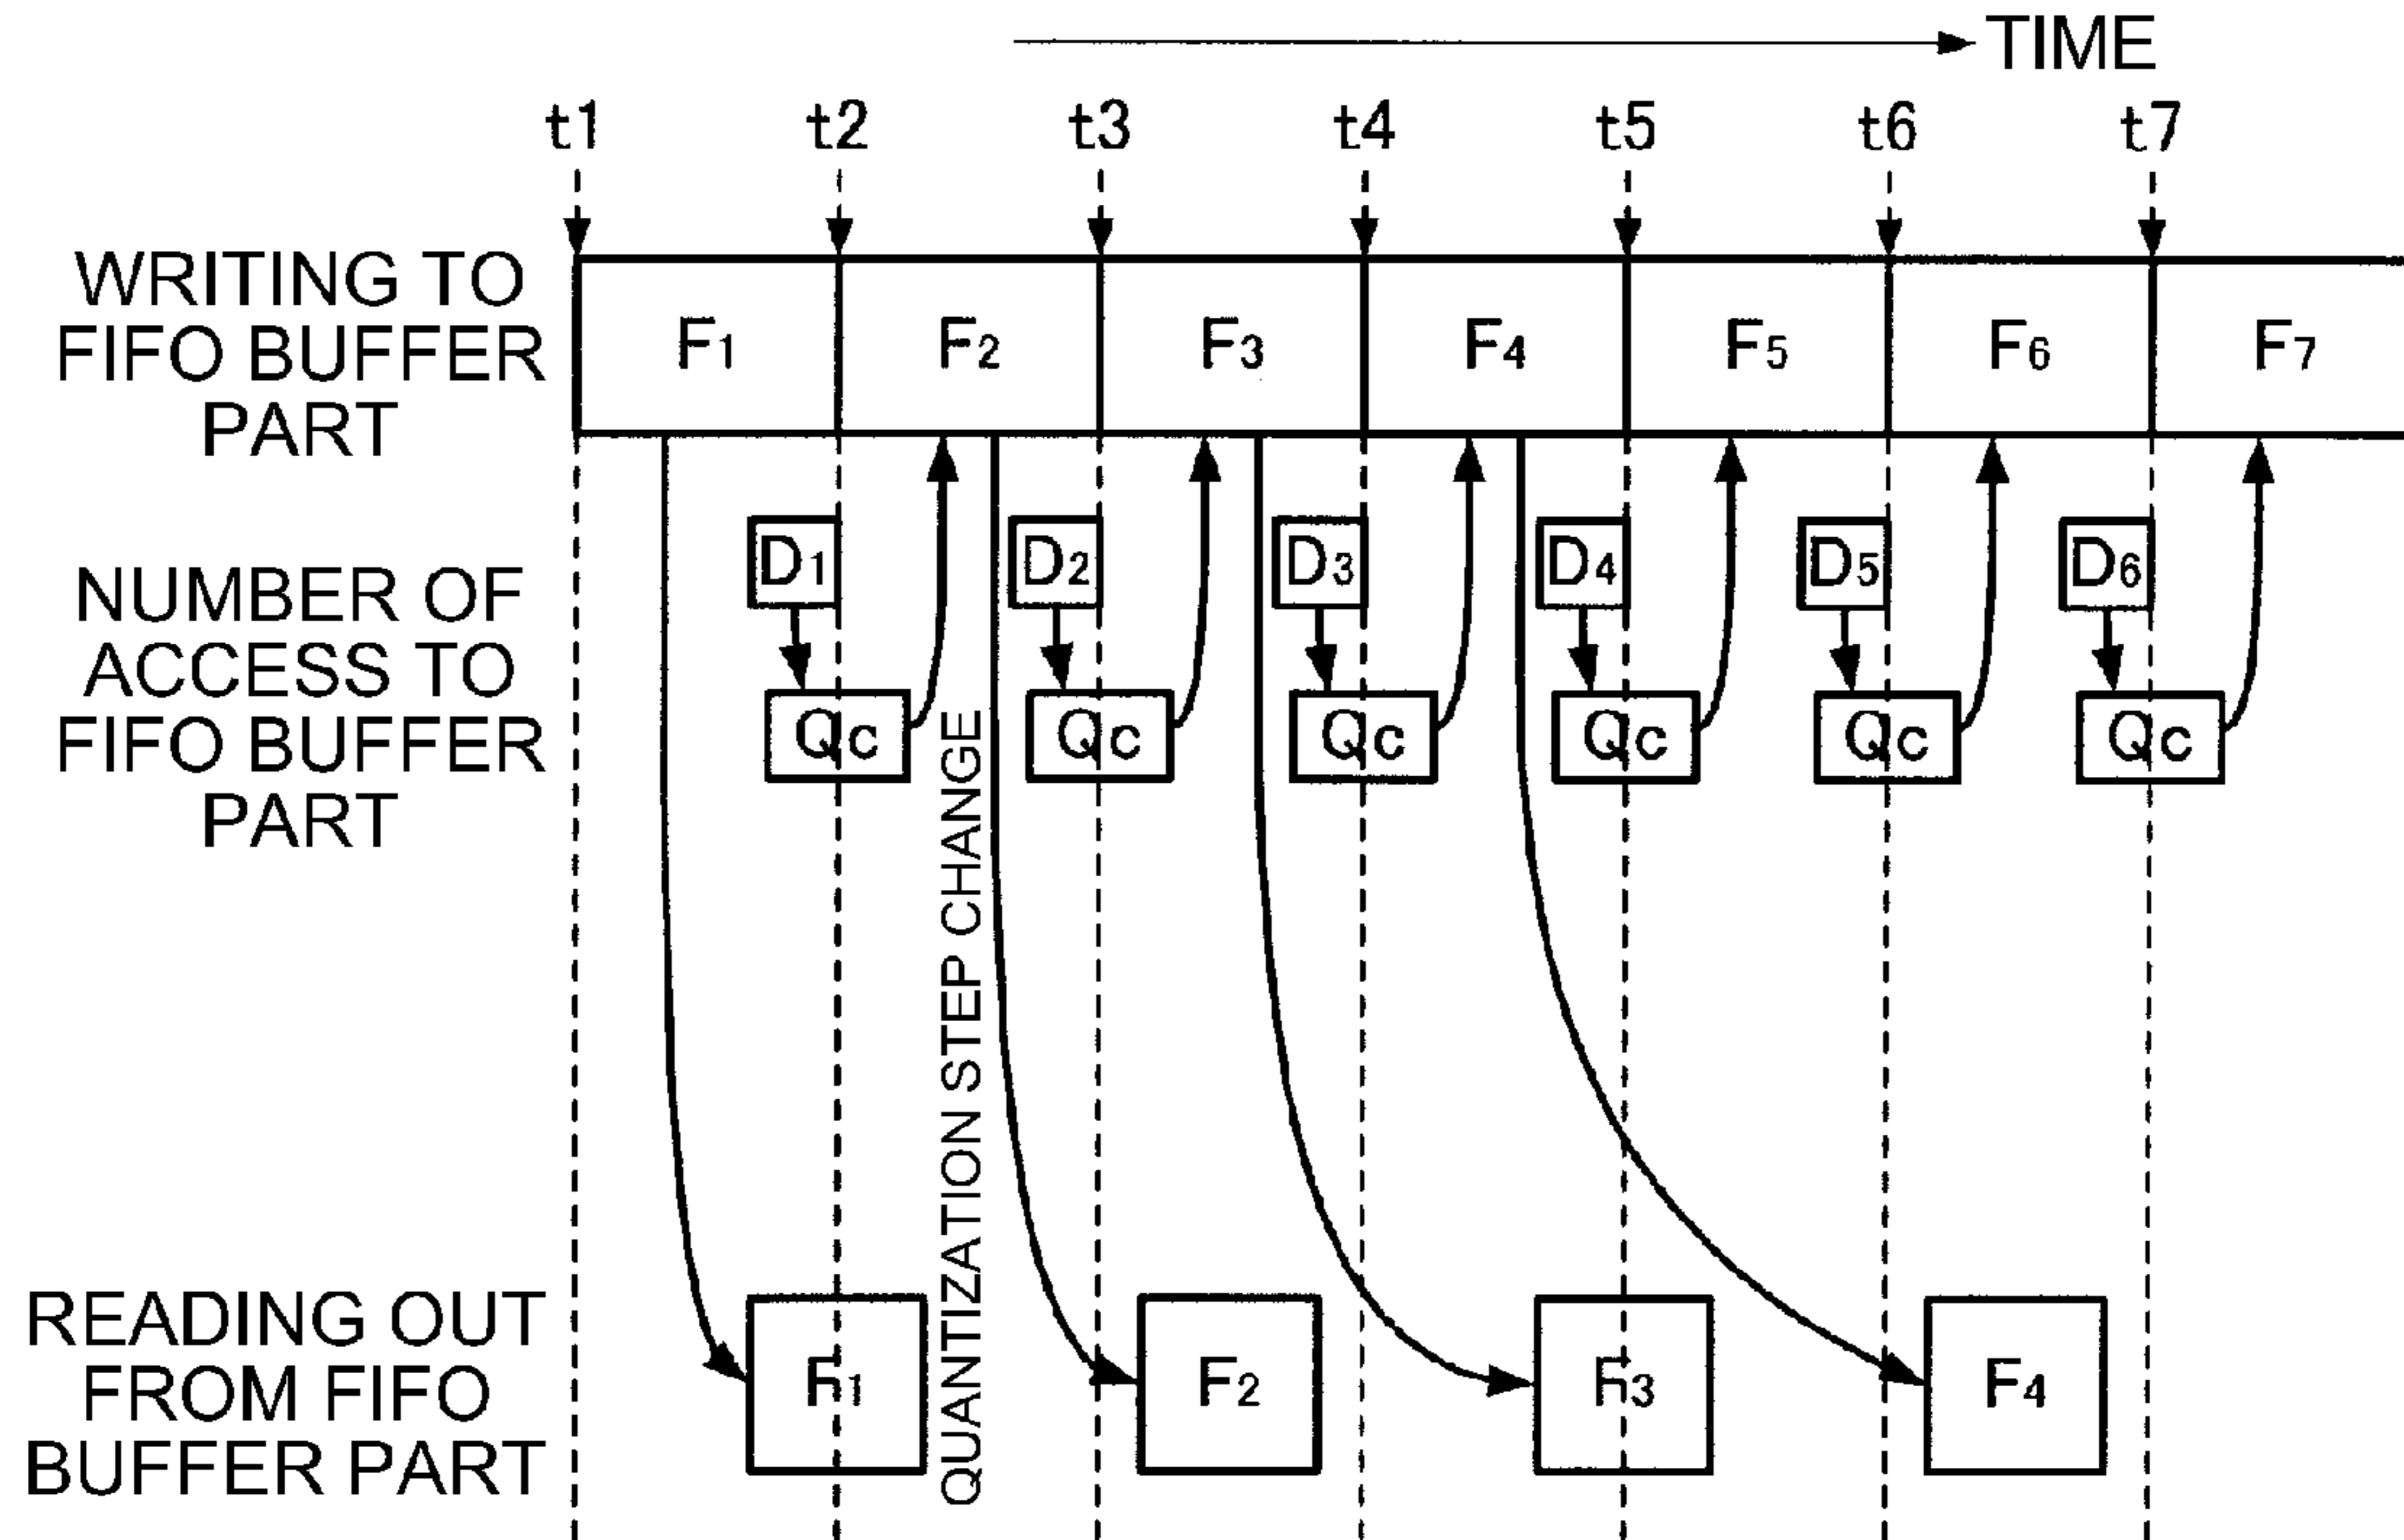 TIME
t1 t2 t3 t4 t5 t6 t7
WRITING TO
FIFO BUFFER
PART
F1 F2 F3 F4 F5 F6 F7
D1 D2 D3 D4 D5 D6
NUMBER OF
ACCESS TO
FIFO BUFFER
PART
Qc Qc Qc Qc Qc Qc
QUANTIZATION STEP CHANGE
READING OUT
FROM FIFO
BUFFER PART
F1 F2 F3 F4